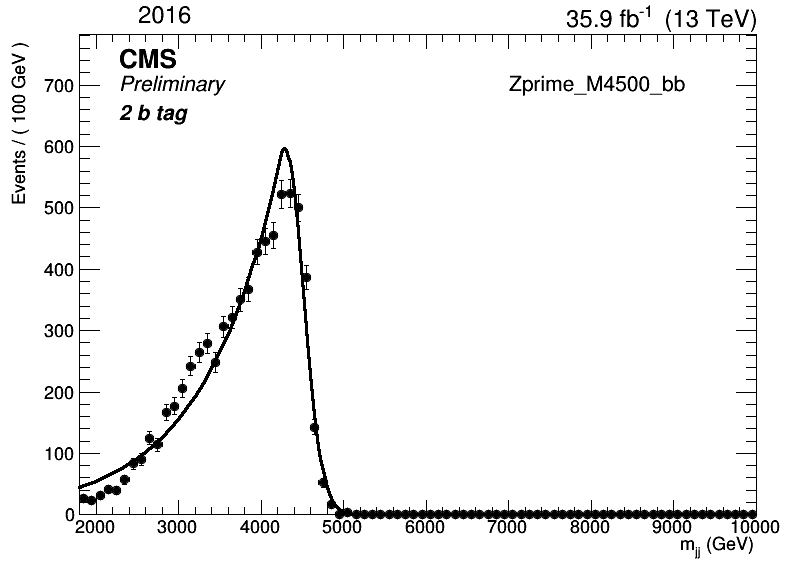 2016
35.9 fb⁻¹ (13 TeV)
CMS
Preliminary
2 b tag
Zprime_M4500_bb
Events / ( 100 GeV )
700
600
500
400
300
200
100
0
2000 3000 4000 5000 6000 7000 8000 9000 10000
m_jj (GeV)